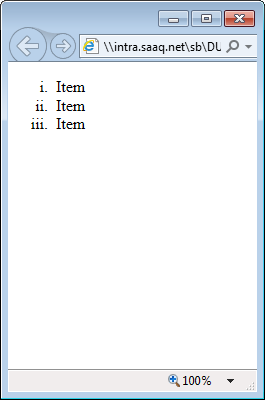 \\intra.saaq.net\sb\DU
i. Item
ii. Item
iii. Item
100%